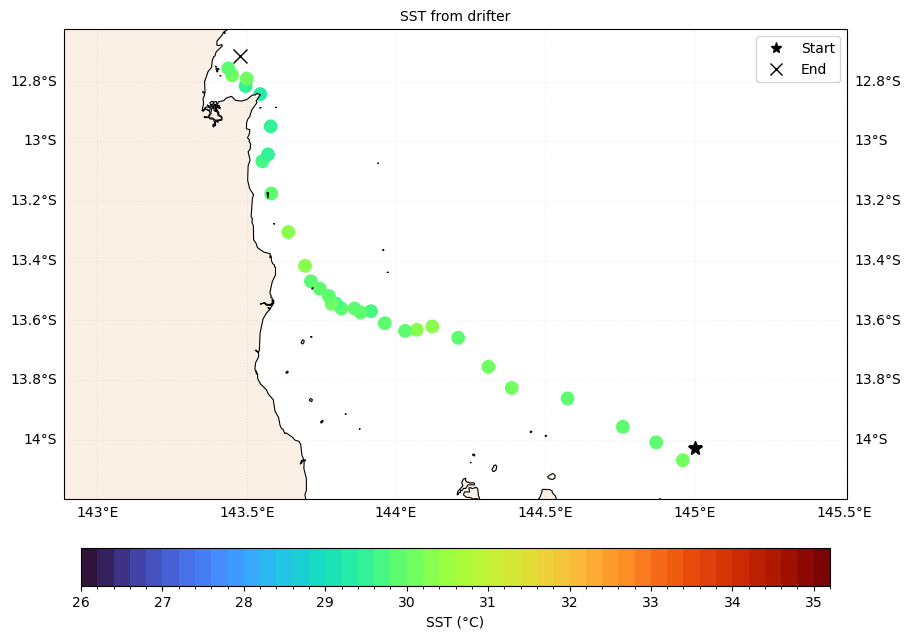 SST from drifter
Start
End
12.8°S 12.8°S
13°S 13°S
13.2°S 13.2°S
13.4°S 13.4°S
13.6°S 13.6°S
13.8°S 13.8°S
14°S 14°S
143°E 143.5°E 144°E 144.5°E 145°E 145.5°E
26 27 28 29 30 31 32 33 34 35
SST (°C)